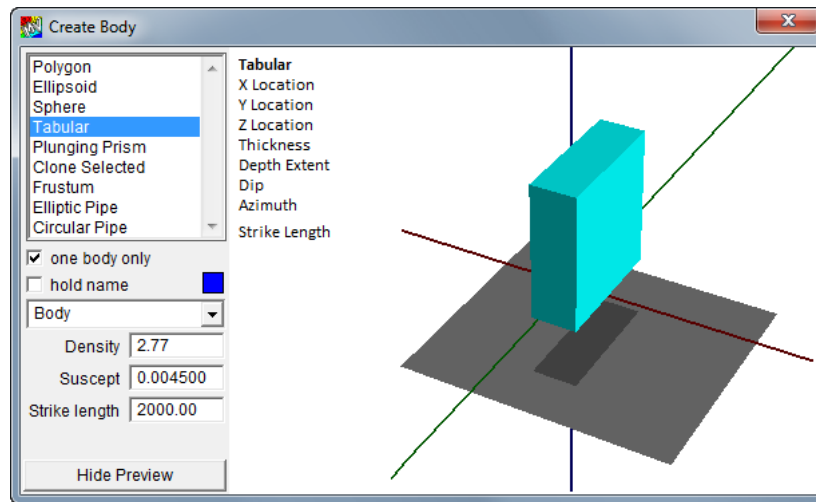 Create Body
Polygon
Ellipsoid
Sphere
Tabular
Plunging Prism
Clone Selected
Frustum
Elliptic Pipe
Circular Pipe
one body only
hold name
Body
Density 2.77
Suscept 0.004500
Strike length 2000.00
Hide Preview
Tabular
X Location
Y Location
Z Location
Thickness
Depth Extent
Dip
Azimuth
Strike Length